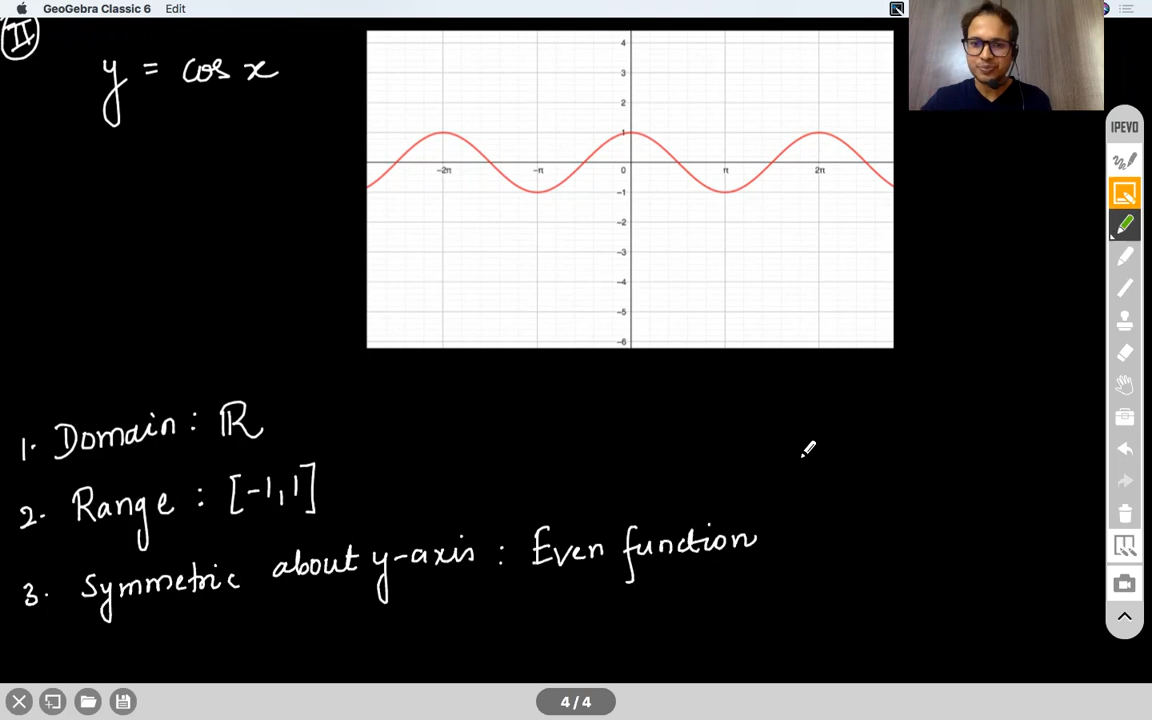 GeoGebra Classic 6 Edit
II
y = cos x
4
3
2
1
-2π -π 0 π 2π
-1
-2
-3
-4
-5
-6
IPEVO
1. Domain : ℝ
2. Range : [-1,1]
3. Symmetric about y-axis : Even function
4 / 4